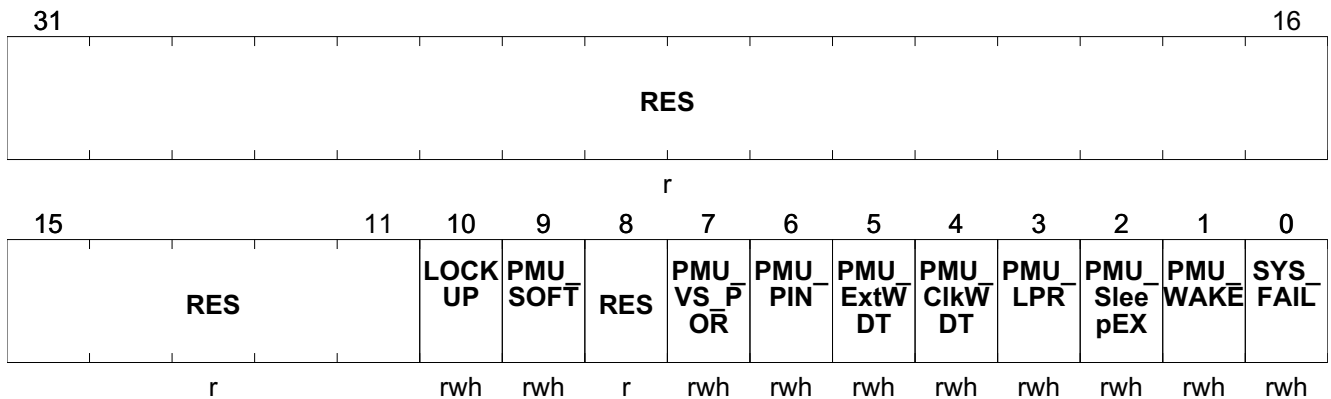 31 16
RES
r
15 11 10 9 8 7 6 5 4 3 2 1 0
RES LOCK UP PMU_ SOFT RES PMU_ VS_P OR PMU_ PIN PMU_ ExtW DT PMU_ ClkW DT PMU_ LPR PMU_ Slee pEX PMU_ WAKE SYS_ FAIL
r rwh rwh r rwh rwh rwh rwh rwh rwh rwh rwh